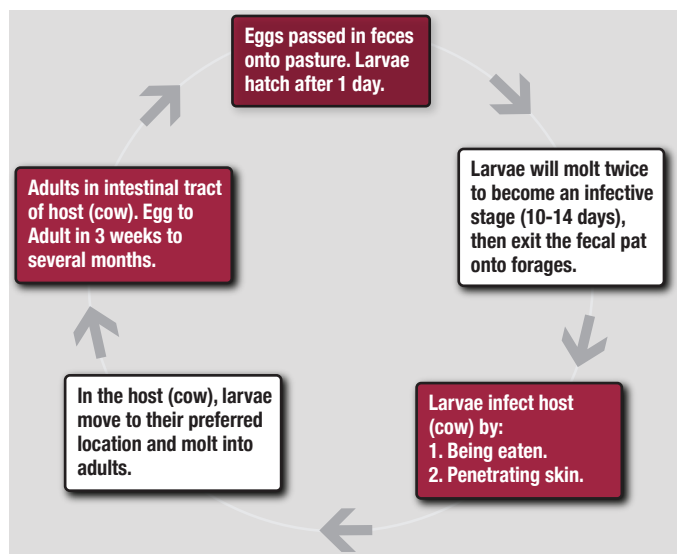 Eggs passed in feces
onto pasture. Larvae
hatch after 1 day.
Larvae will molt twice
to become an infective
stage (10-14 days),
then exit the fecal pat
onto forages.
Larvae infect host
(cow) by:
1. Being eaten.
2. Penetrating skin.
In the host (cow), larvae
move to their preferred
location and molt into
adults.
Adults in intestinal tract
of host (cow). Egg to
Adult in 3 weeks to
several months.